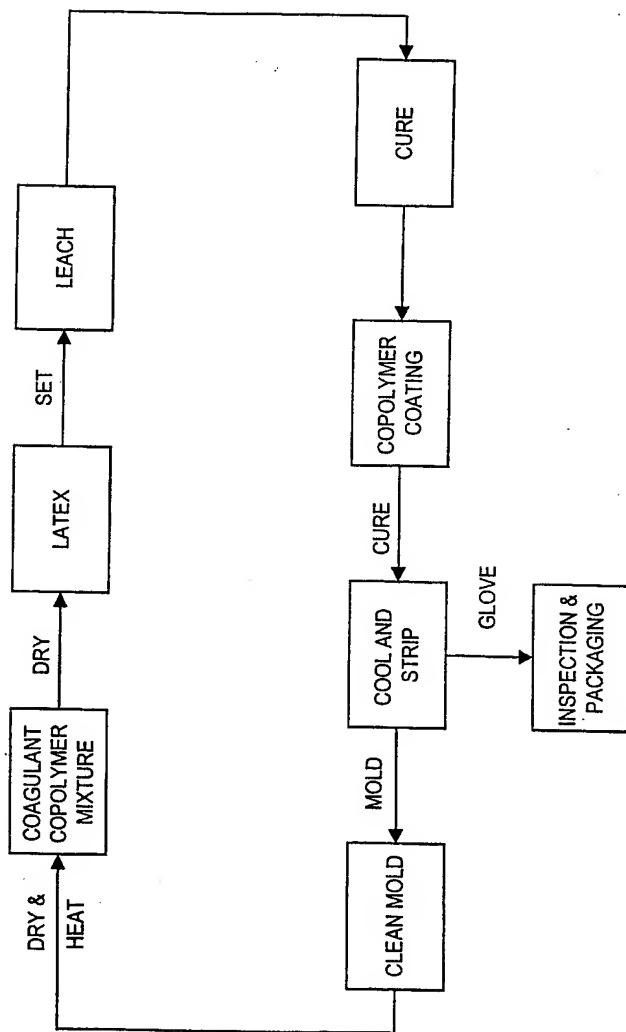 DRY &
HEAT
COAGULANT
COPOLYMER
MIXTURE
DRY
LATEX
SET
LEACH
CURE
COPOLYMER
COATING
CURE
COOL AND
STRIP
GLOVE
INSPECTION &
PACKAGING
MOLD
CLEAN MOLD